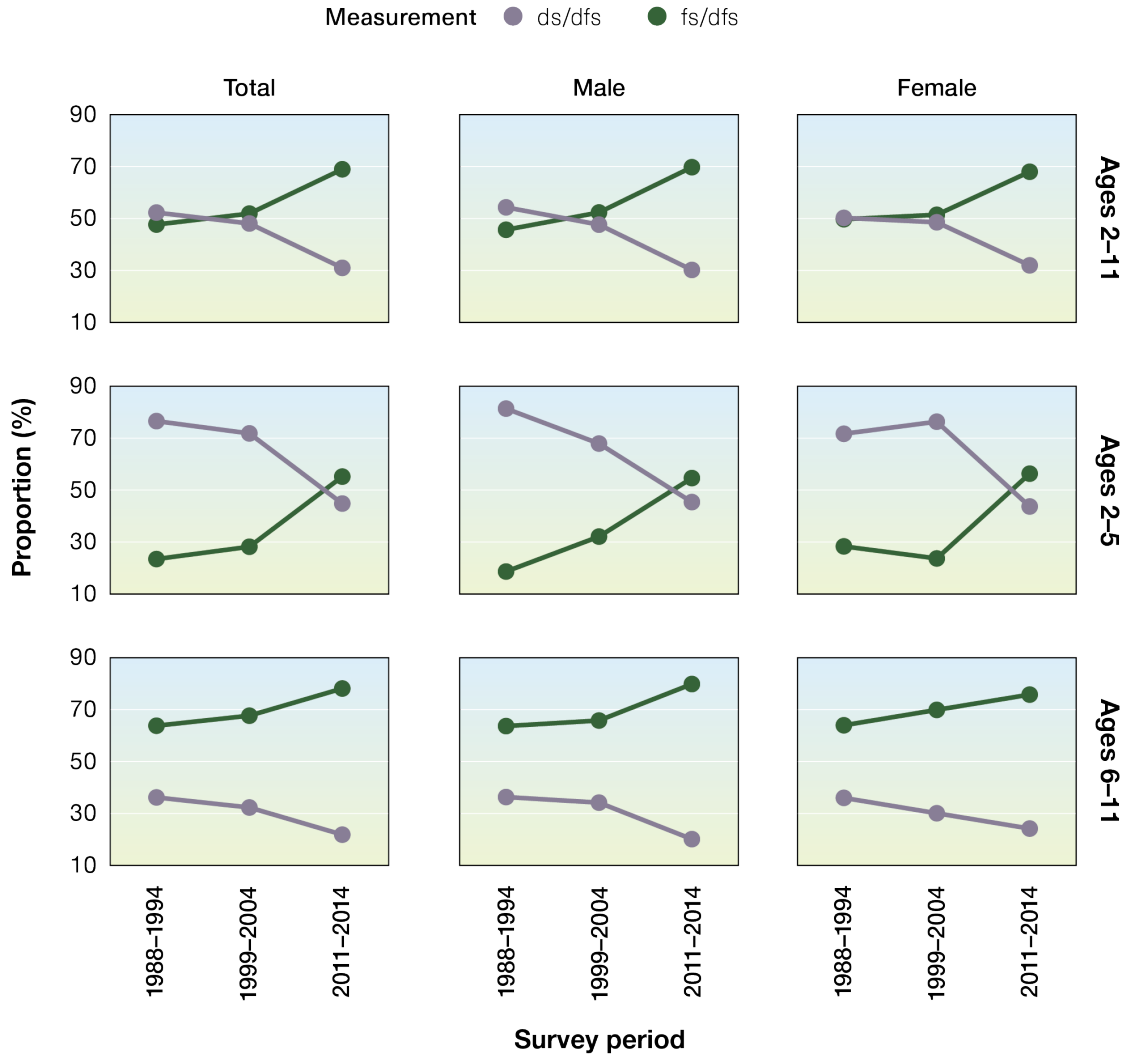 Measurement ds/dfs fs/dfs
Total Male Female
90
70
50
30
10
Ages 2–11
90
70
50
30
10
Ages 2–5
90
70
50
30
10
Ages 6–11
Proportion (%)
1988–1994 1999–2004 2011–2014 1988–1994 1999–2004 2011–2014 1988–1994 1999–2004 2011–2014
Survey period